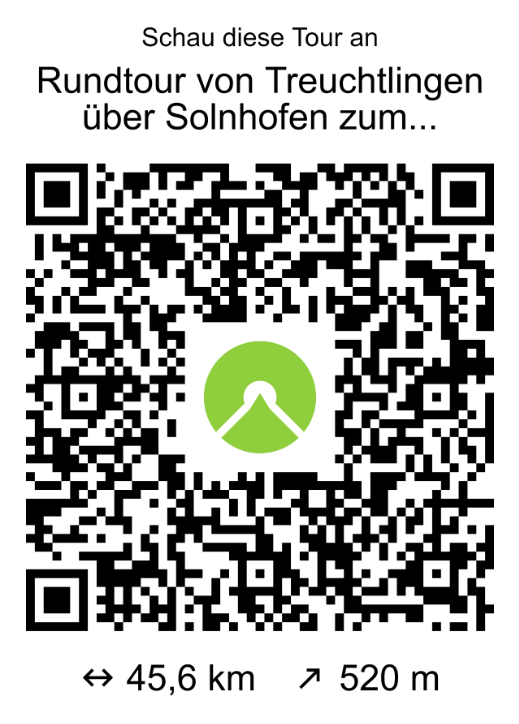 Schau diese Tour an
Rundtour von Treuchtlingen
über Solnhofen zum...
↔ 45,6 km ↗ 520 m